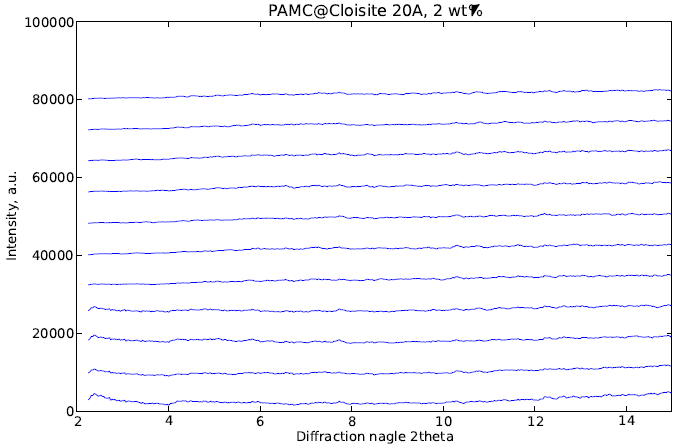 PAMC@Cloisite 20A, 2 wt%
100000
80000
60000
40000
20000
0
Intensity, a.u.
2 4 6 8 10 12 14
Diffraction nagle 2theta